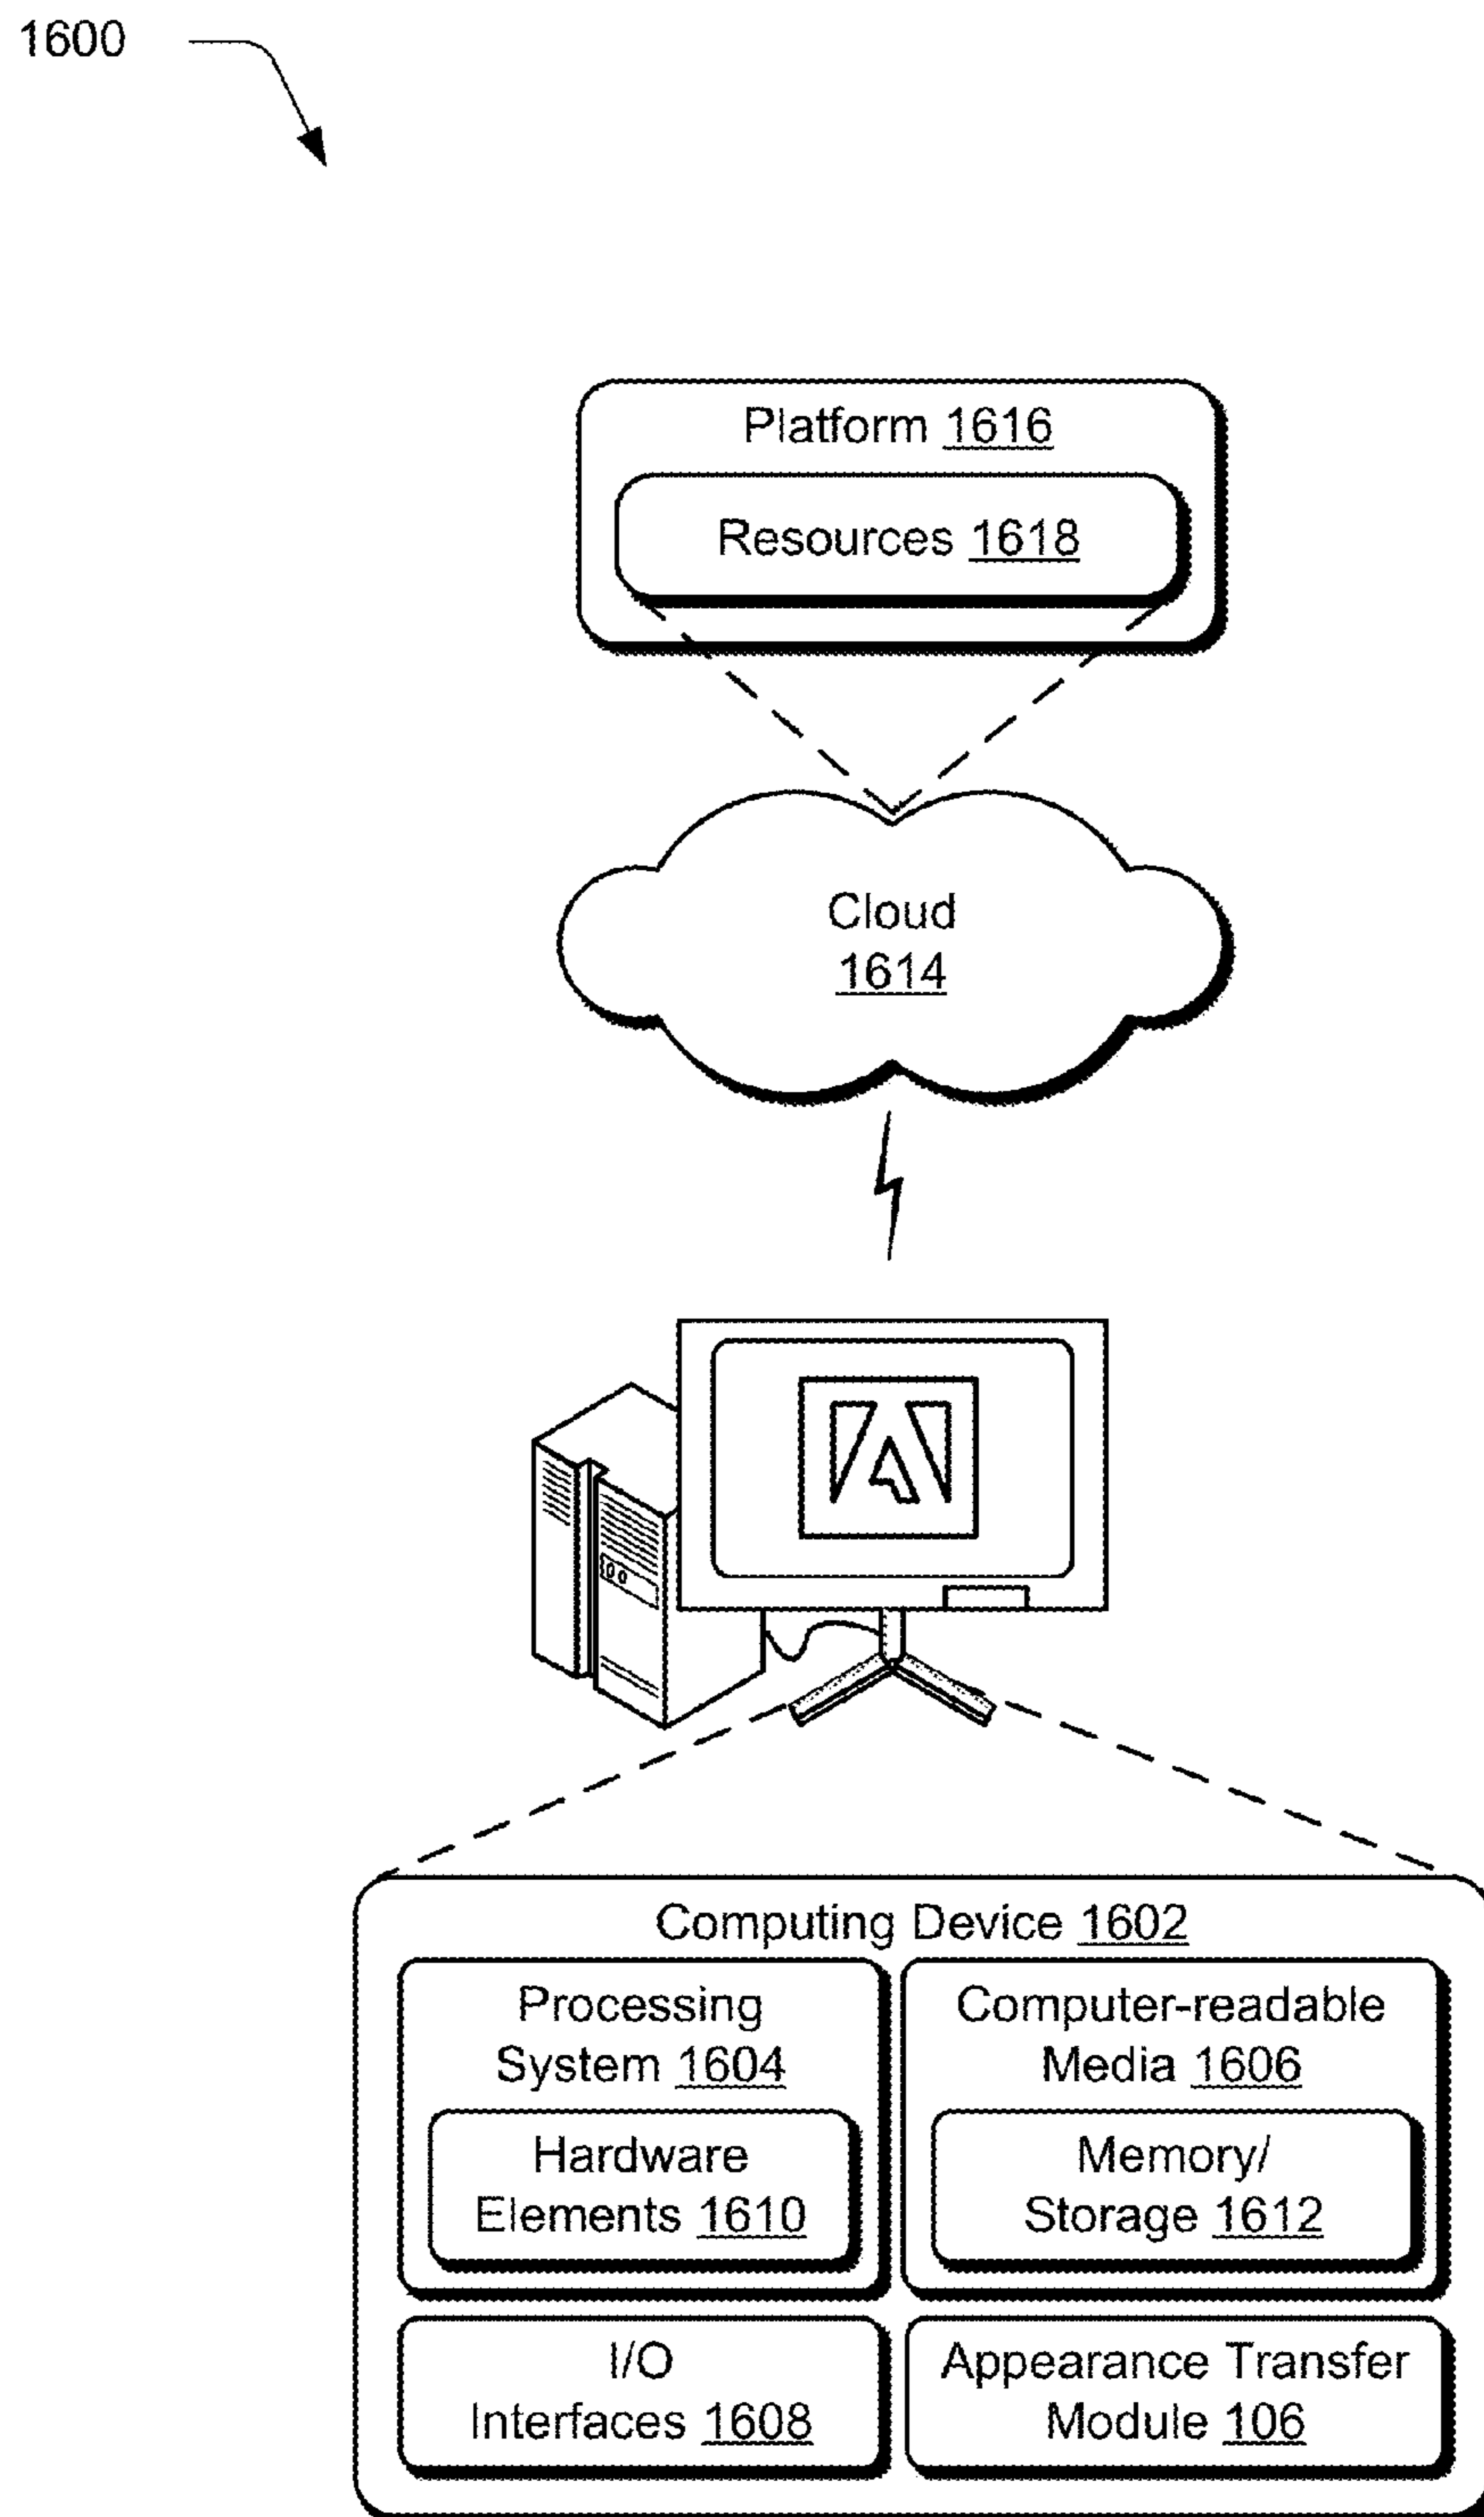 1600
Platform 1616
Resources 1618
Cloud
1614
Computing Device 1602
Processing
System 1604
Hardware
Elements 1610
Computer-readable
Media 1606
Memory/
Storage 1612
I/O
Interfaces 1608
Appearance Transfer
Module 106